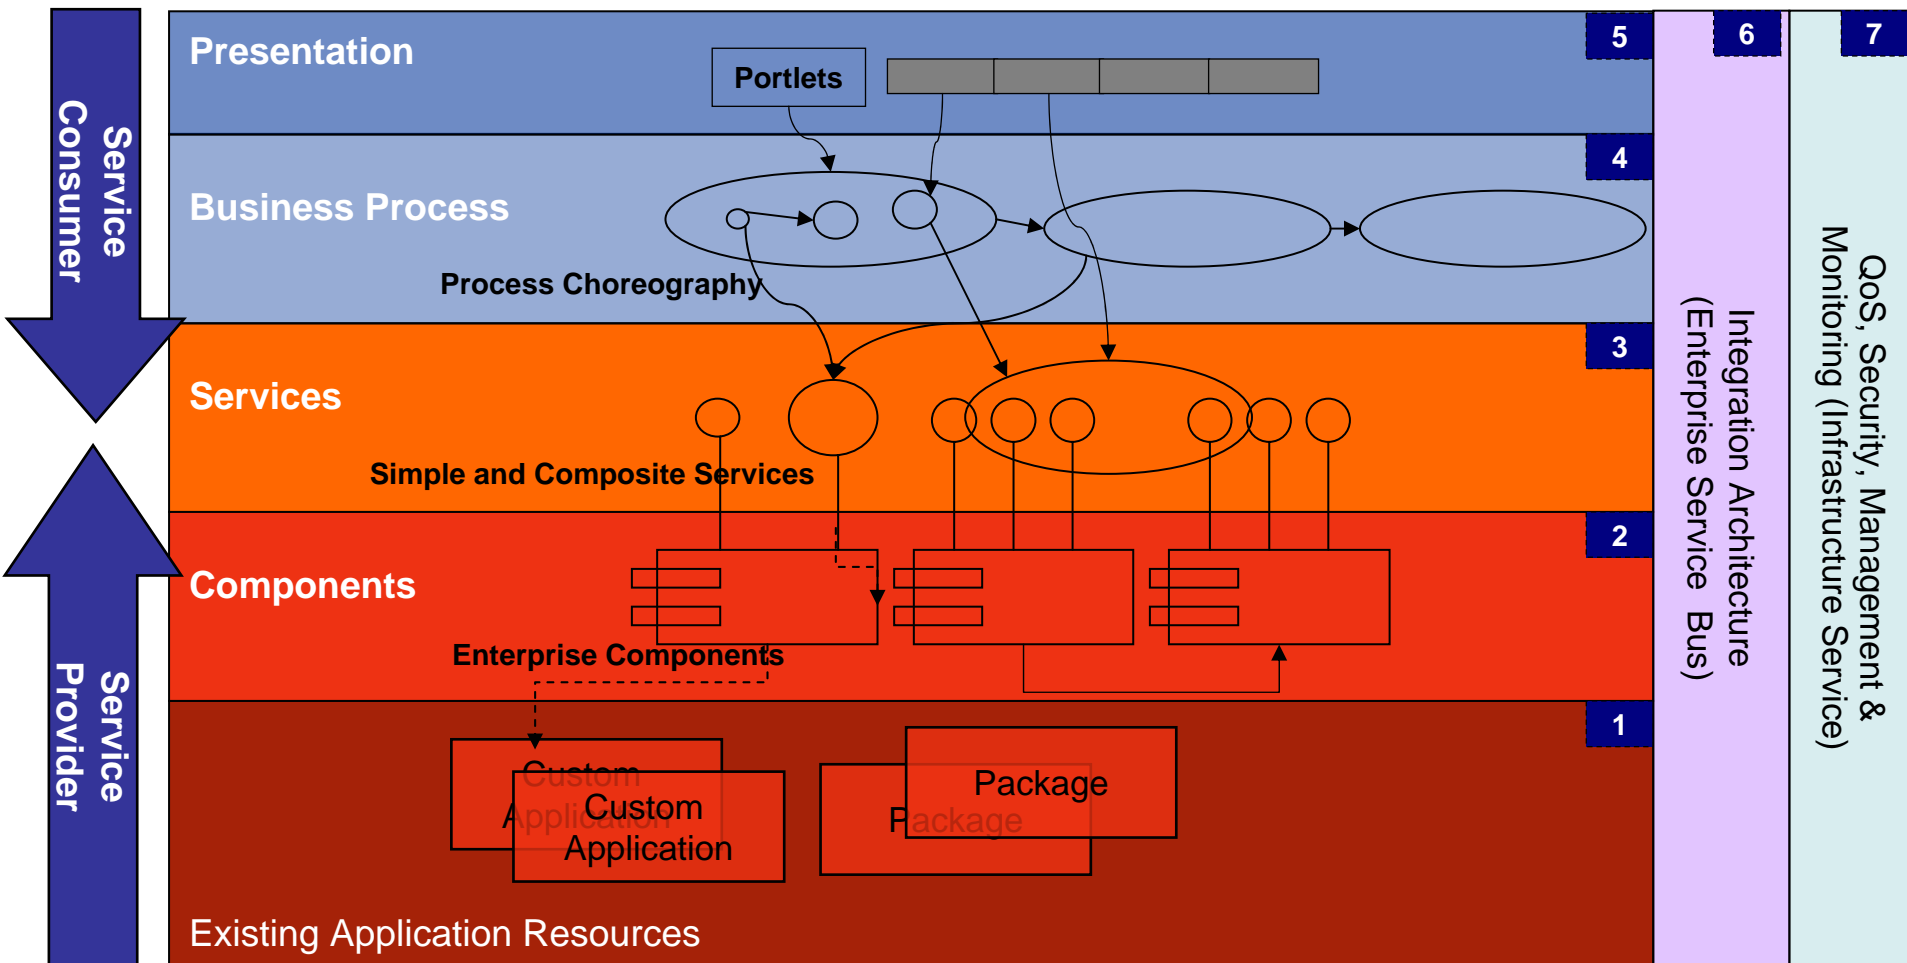 Presentation
Portlets
5
6
7
Service
Consumer
Business Process
4
Process Choreography
Services
3
Simple and Composite Services
Components
2
Enterprise Components
Service
Provider
1
Custom
Application
Custom
Application
Package
Package
Existing Application Resources
Integration Architecture
(Enterprise Service Bus)
QoS, Security, Management &
Monitoring (Infrastructure Service)